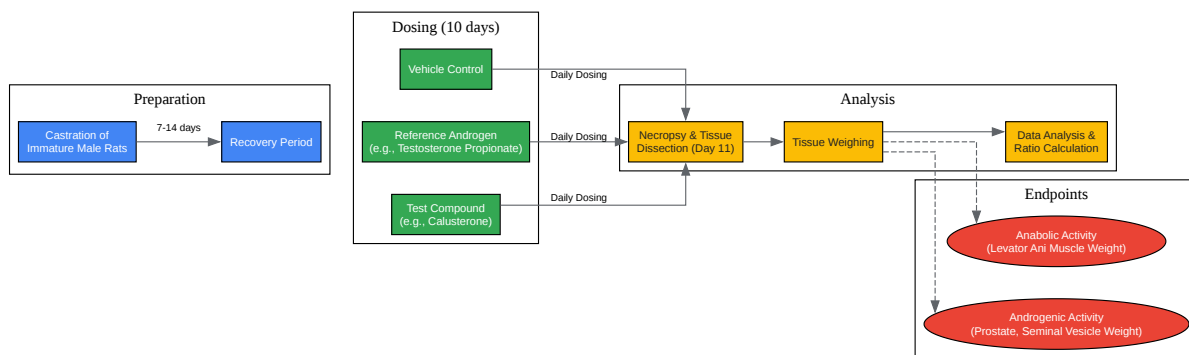 Preparation
Castration of
Immature Male Rats
7-14 days
Recovery Period
Dosing (10 days)
Vehicle Control
Daily Dosing
Reference Androgen
(e.g., Testosterone Propionate)
Daily Dosing
Test Compound
(e.g., Calusterone)
Daily Dosing
Analysis
Necropsy & Tissue
Dissection (Day 11)
Tissue Weighing
Data Analysis &
Ratio Calculation
Endpoints
Anabolic Activity
(Levator Ani Muscle Weight)
Androgenic Activity
(Prostate, Seminal Vesicle Weight)